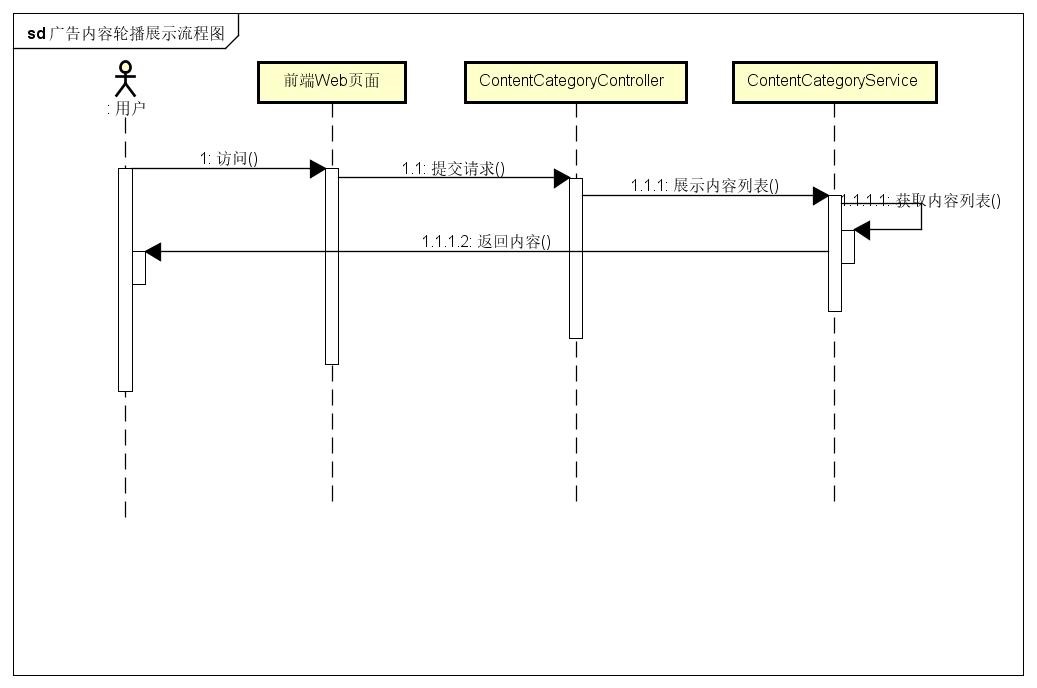 sd 广告内容轮播展示流程图
: 用户
前端Web页面
ContentCategoryController
ContentCategoryService
1: 访问()
1.1: 提交请求()
1.1.1: 展示内容列表()
1.1.1.1: 获取内容列表()
1.1.1.2: 返回内容()